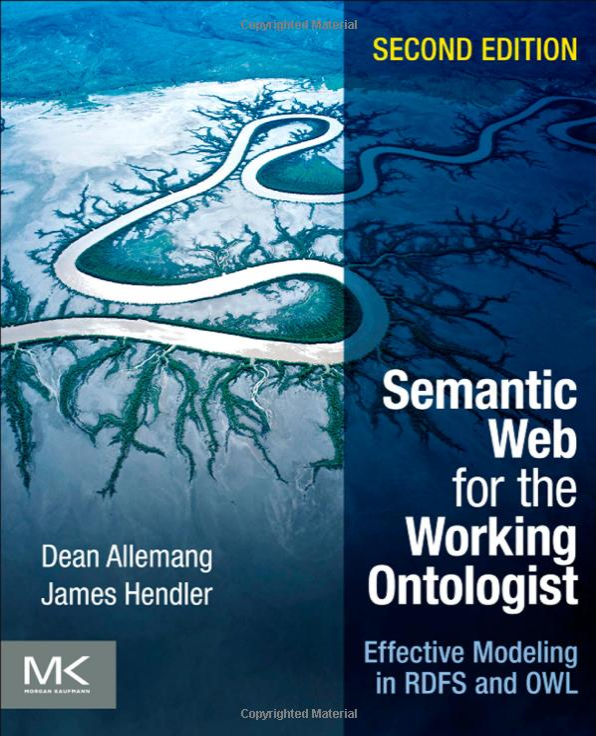 Copyrighted Material
SECOND EDITION
Semantic
Web
for the
Working
Ontologist
Dean Allemang
James Hendler
Effective Modeling
in RDFS and OWL
MK
MORGAN KAUFMANN
Copyrighted Material